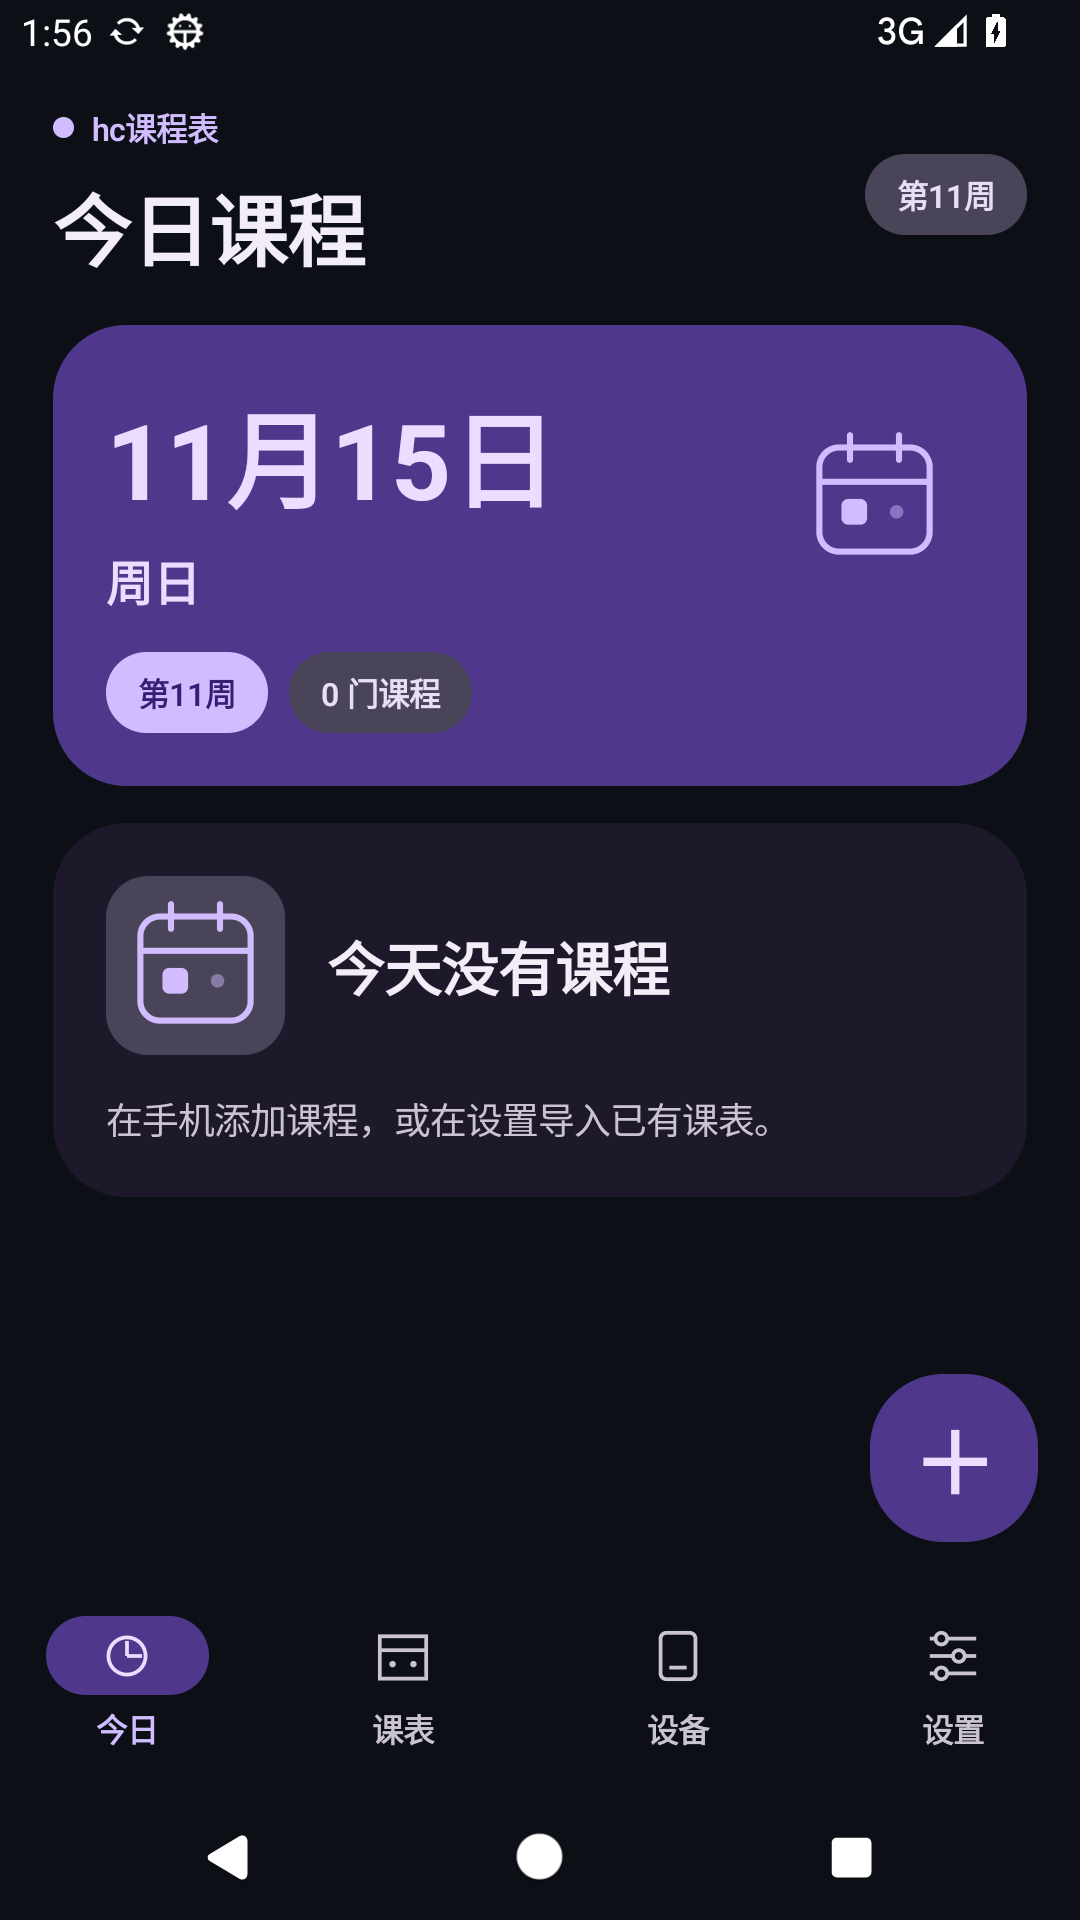 1:56
3G
hc课程表
今日课程
第11周
11月15日
周日
第11周
0 门课程
今天没有课程
在手机添加课程，或在设置导入已有课表。
今日
课表
设备
设置